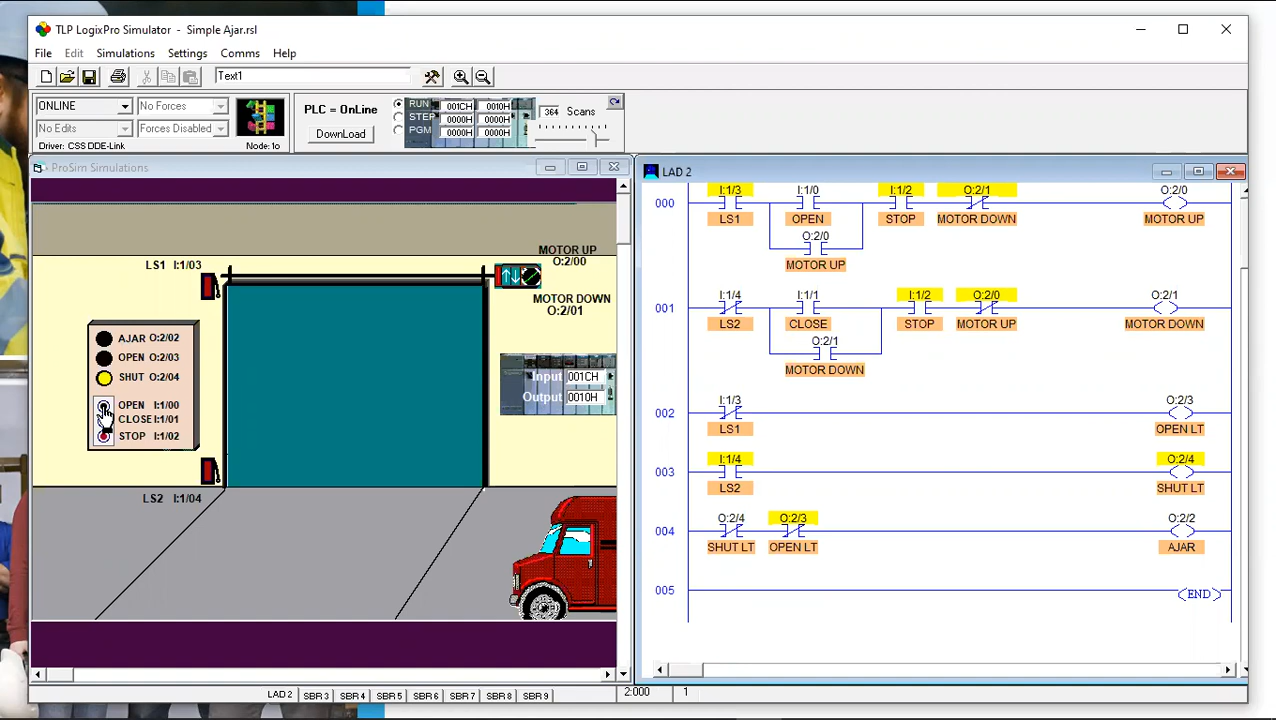 TLP LogixPro Simulator - Simple Ajar.rsl
File Edit Simulations Settings Comms Help
Text1
ONLINE No Forces
No Edits Forces Disabled
Driver: CSS DDE-Link Node: 1o
PLC = OnLine
DownLoad
RUN 001CH 0010H
STEP 0000H 0000H
PGM 0000H 0000H
364 Scans
ProSim Simulations
MOTOR UP
O:2/00
LS1 I:1/03
MOTOR DOWN
O:2/01
AJAR O:2/02
OPEN O:2/03
SHUT O:2/04
OPEN I:1/00
CLOSE I:1/01
STOP I:1/02
Input 001CH
Output 0010H
LS2 I:1/04
LAD 2
I:1/3 I:1/0 I:1/2 O:2/1 O:2/0
000
LS1 OPEN STOP MOTOR DOWN MOTOR UP
O:2/0
MOTOR UP
I:1/4 I:1/1 I:1/2 O:2/0 O:2/1
001
LS2 CLOSE STOP MOTOR UP MOTOR DOWN
O:2/1
MOTOR DOWN
I:1/3 O:2/3
002
LS1 OPEN LT
I:1/4 O:2/4
003
LS2 SHUT LT
O:2/4 O:2/3 O:2/2
004
SHUT LT OPEN LT AJAR
005 END
LAD 2 SBR 3 SBR 4 SBR 5 SBR 6 SBR 7 SBR 8 SBR 9 2:000 1